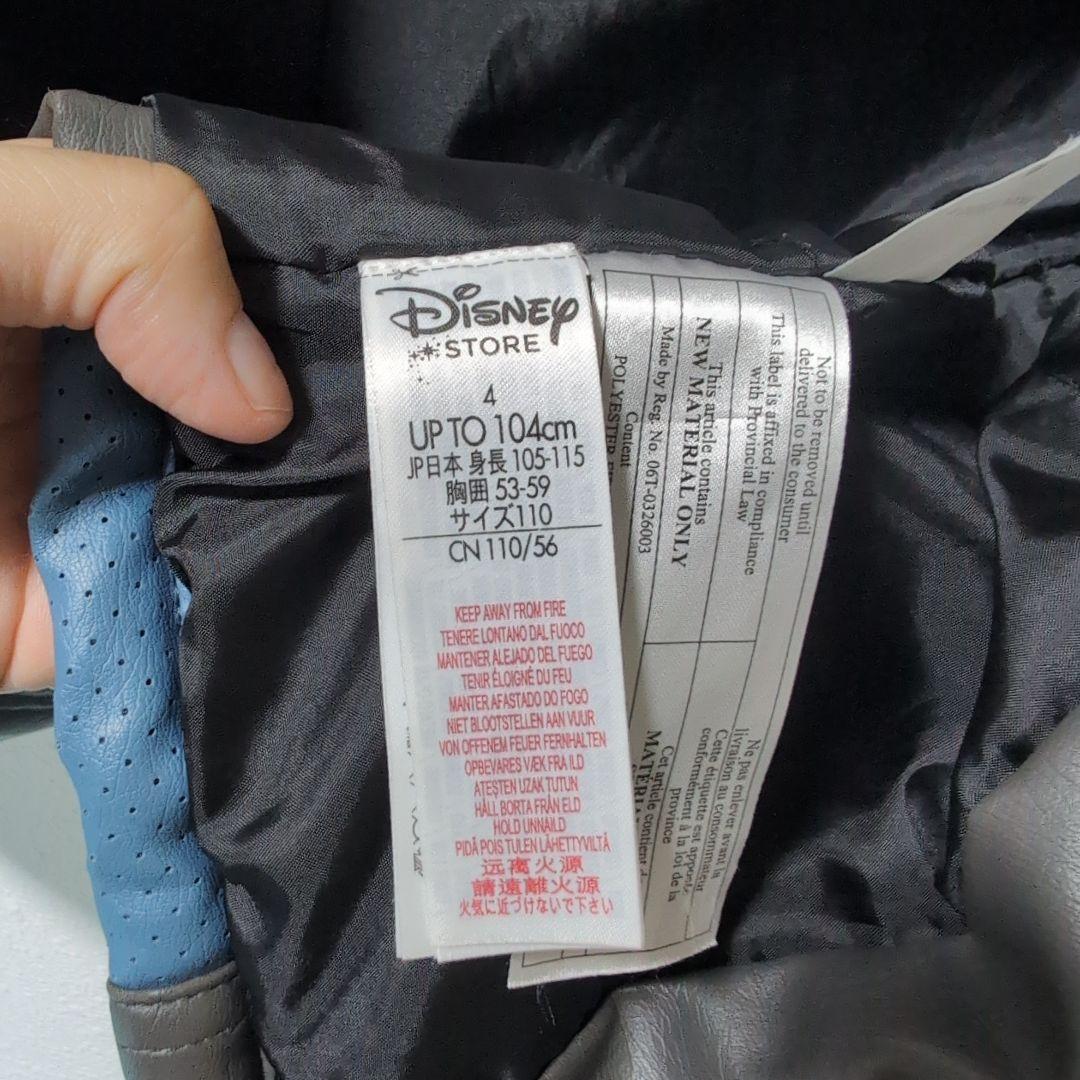 Disney
STORE
4
UP TO 104cm
JP日本 身長 105-115
胸囲 53-59
サイズ110
CN 110/56
KEEP AWAY FROM FIRE
TENERE LONTANO DAL FUOCO
MANTENER ALEJADO DEL FUEGO
TENIR ÉLOIGNÉ DU FEU
MANTER AFASTADO DO FOGO
NIET BLOOTSTELLEN AAN VUUR
VON OFFENEM FEUER FERNHALTEN
OPBEVARES VÆK FRA ILD
ATEŞTEN UZAK TUTUN
HÅLL BORTA FRÅN ELD
HOLD UNNAILD
PIDÄ POIS TULEN LÄHETTYVILTÄ
远离火源
請遠離火源
火気に近づけないで下さい
Not to be removed until
delivered to the consumer
This label is affixed in compliance
with Provincial Law
This article contains
NEW MATERIAL ONLY
Made by Reg. No. 06T-0326003
Content
POLYESTER
Ne pas enlever avant la
livraison au consommateur
Cette étiquette est apposée
conformément à la loi de la
province
Cet article contient